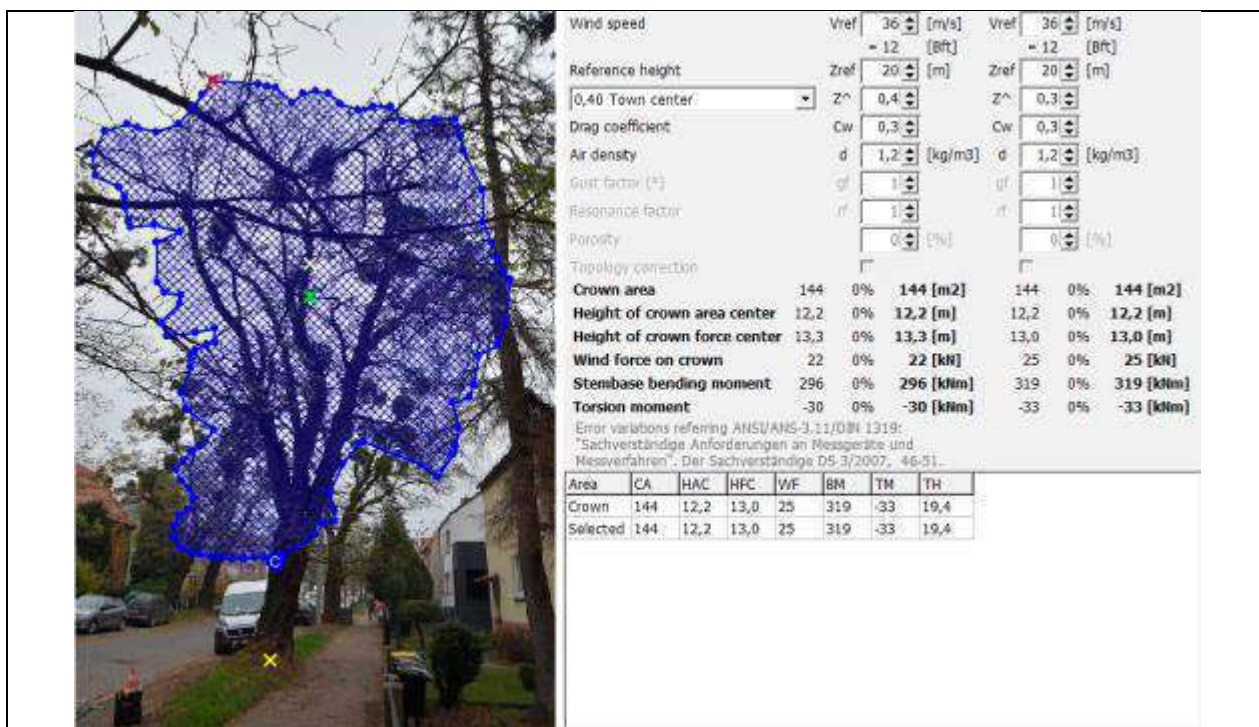 Wind speed Vref 36 [m/s] Vref 36 [m/s]
= 12 [Bft] = 12 [Bft]
Reference height Zref 20 [m] Zref 20 [m]
0,40 Town center Z^ 0,4 Z^ 0,3
Drag coefficient Cw 0,3 Cw 0,3
Air density d 1,2 [kg/m3] d 1,2 [kg/m3]
Gust factor (*) gf 1 gf 1
Resonance factor rf 1 rf 1
Porosity 0 [%] 0 [%]
Topology correction
Crown area 144 0% 144 [m2] 144 0% 144 [m2]
Height of crown area center 12,2 0% 12,2 [m] 12,2 0% 12,2 [m]
Height of crown force center 13,3 0% 13,3 [m] 13,0 0% 13,0 [m]
Wind force on crown 22 0% 22 [kN] 25 0% 25 [kN]
Stembase bending moment 296 0% 296 [kNm] 319 0% 319 [kNm]
Torsion moment -30 0% -30 [kNm] -33 0% -33 [kNm]
Error variations referring ANSI/ANS-3.11/DIN 1319:
"Sachverständige Anforderungen an Messgeräte und
Messverfahren". Der Sachverständige DS 3/2007, 46-51.
Area CA HAC HFC WF BM TM TH
Crown 144 12,2 13,0 25 319 -33 19,4
Selected 144 12,2 13,0 25 319 -33 19,4
C